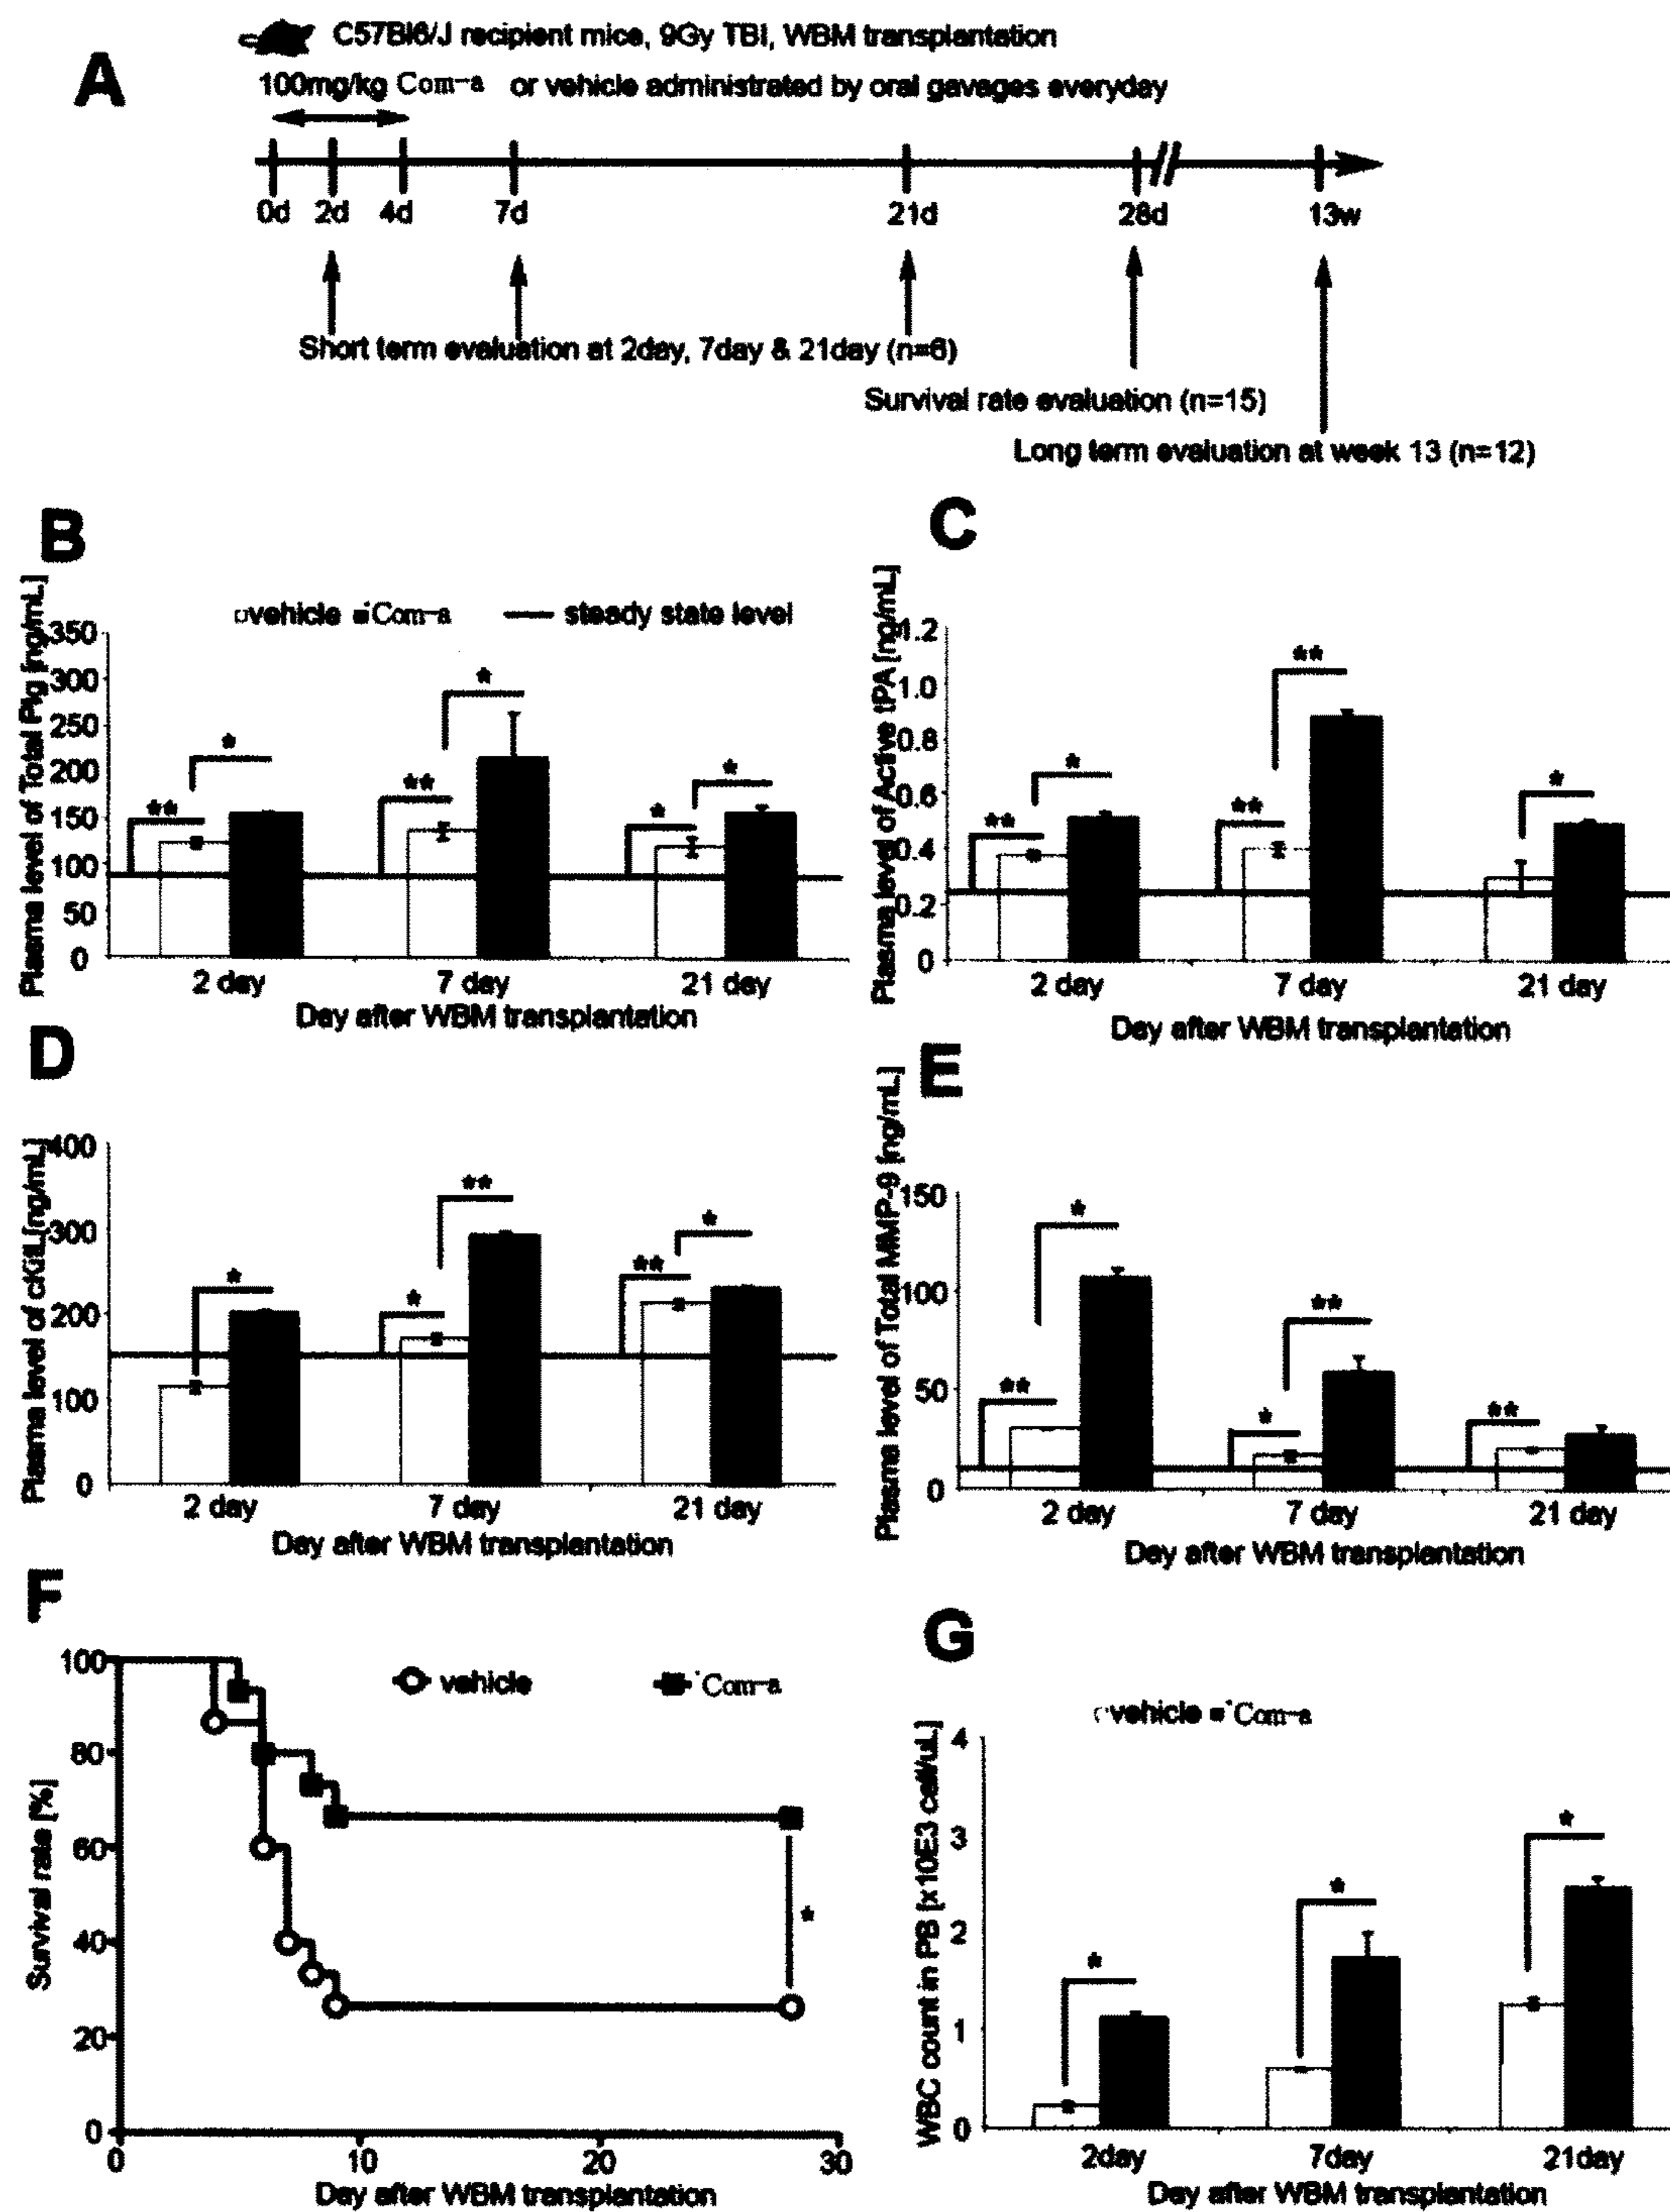 A
C57Bl6/J recipient mice, 9Gy TBI, WBM transplantation
100mg/kg Com-a or vehicle administrated by oral gavages everyday
0d 2d 4d 7d 21d 28d 13w
Short term evaluation at 2day, 7day & 21day (n=6)
Survival rate evaluation (n=15)
Long term evaluation at week 13 (n=12)
B
vehicle Com-a steady state level
Plasma level of Total Plg [ng/mL]
350
300
250
200
150
100
50
0
** * ** * * *
2 day 7 day 21 day
Day after WBM transplantation
C
Plasma level of Active tPA [ng/mL]
1.2
1.0
0.8
0.6
0.4
0.2
0
** * ** ** *
2 day 7 day 21 day
Day after WBM transplantation
D
Plasma level of cKitL[ng/mL]
400
300
200
100
0
* * ** ** *
2 day 7 day 21 day
Day after WBM transplantation
E
Plasma level of Total MMP-9 [ng/mL]
150
100
50
0
** * * ** **
2 day 7 day 21 day
Day after WBM transplantation
F
vehicle Com-a
Survival rate [%]
100
80
60
40
20
0
*
0 10 20 30
Day after WBM transplantation
G
vehicle Com-a
WBC count in PB [x10E3 cell/uL]
4
3
2
1
0
* * *
2day 7day 21day
Day after WBM transplantation